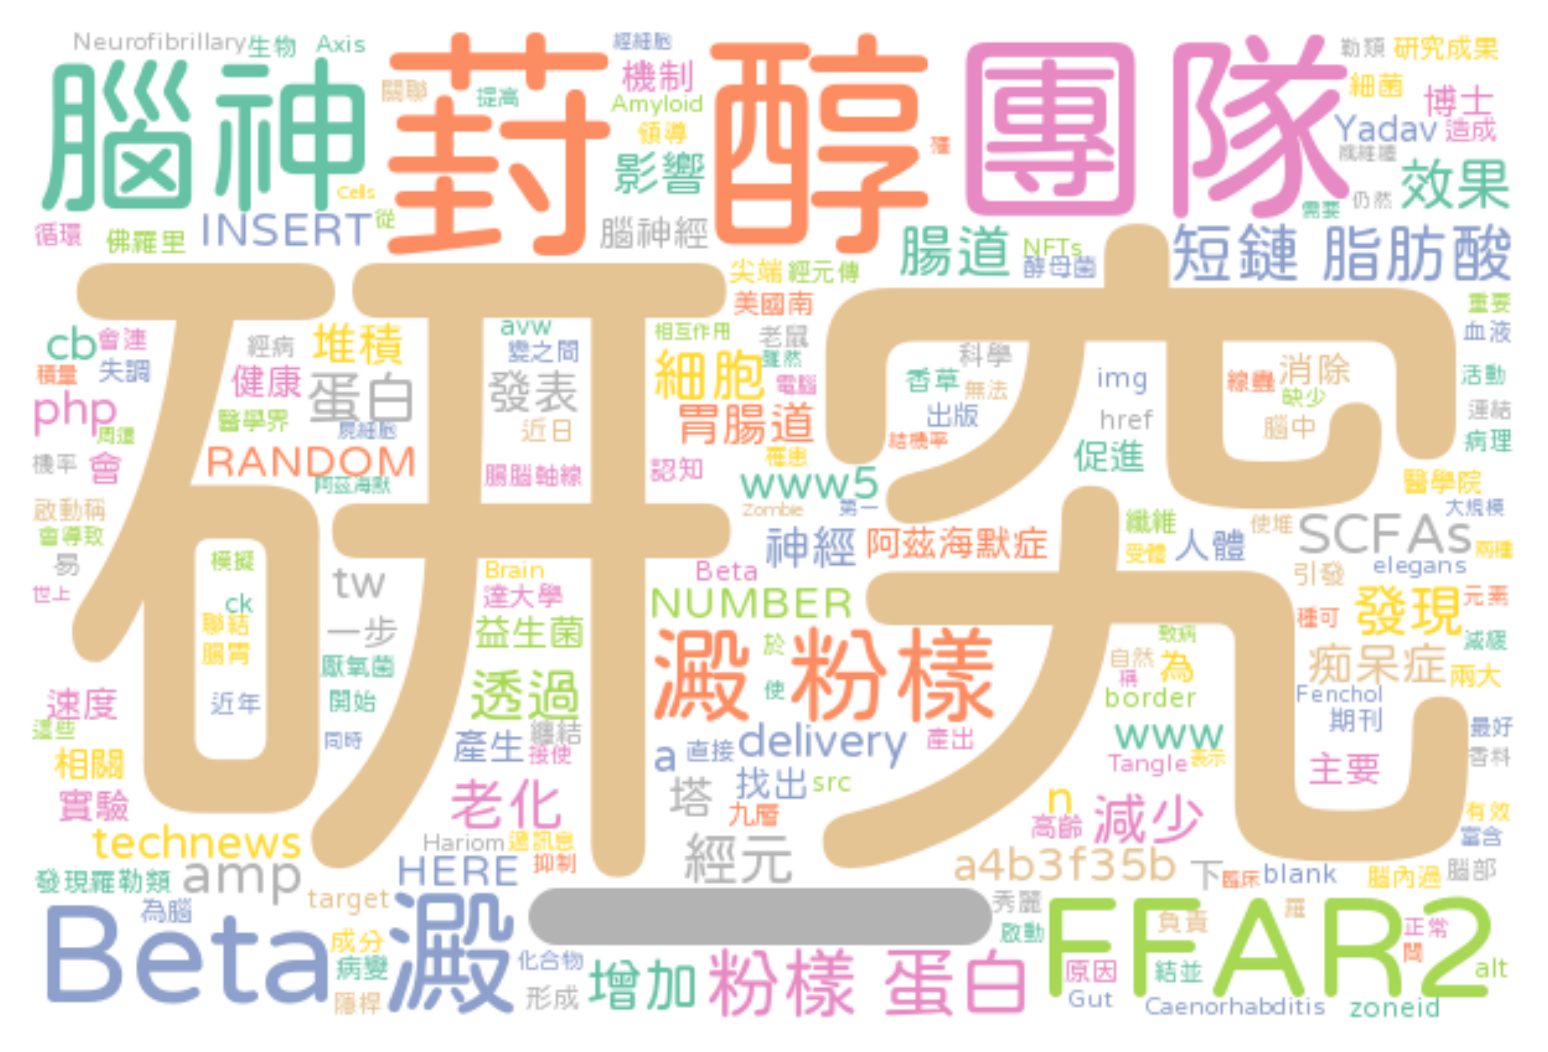 Neurofibrillary 生物 Axis
腦神
關聯
葑
提高
經細胞
機制
Amyloid
領導
影響
腦神經
醇
團隊
勒類
研究成果
細菌
博士
Yadav
造成
仍然
需要
效果
Cells
循環
佛羅里
INSERT
從
腸道
NFTs
酵母菌
短鏈 脂肪酸
研究
尖端
經元傳
美國南
相互作用
老鼠
雖然
細胞
電腦
胃腸道
罹患
認知
www5
Zombie
第一
cb
會連
積量
失調
php
周遭
機率
會
啟動稱
會導致
易
世上
經病
堆積
健康
蛋白
醫學界
屍細胞
RANDOM
阿茲海默
avw
變之間
發表
近日
腸腦軸線
科學
香草
無法
出版
結機率
img
href
促進
線蟲
消除
缺少
腦中
重要
血液
活動
連結
病理
醫學院
大規模
神經
阿茲海默症
纖維
受體
人體
使堆
SCFAs
兩種
elegans
引發
種可
發現
元素
減緩
模擬
ck
聯結
腸胃
近年
tw
一步
厭氧菌
開始
同時
Brain
達大學
益生菌
透過
產生
纏結
接使
Beta
NUMBER
澱
於
使
粉樣
a
直接
delivery
產出
找出
src
塔
九層
經元
致病
自然
稱
為
border
www
Tangle
表示
痴呆症
兩大
Fenchol
期刊
最好
香料
主要
n
高齡
減少
有效
富含
速度
這些
相關
實驗
technews
老化
Hariom
遞訊息
抑制
發現羅勒類
amp
target
HERE
a4b3f35b
下
臨床
blank
腦內過
腦部
Beta
為腦
成分
病變
隱桿
澱
化合物
形成
增加
粉樣 蛋白
秀麗
啟動
FFAR2
負責
羅
正常
間
原因
結並
alt
Gut
Caenorhabditis
zoneid